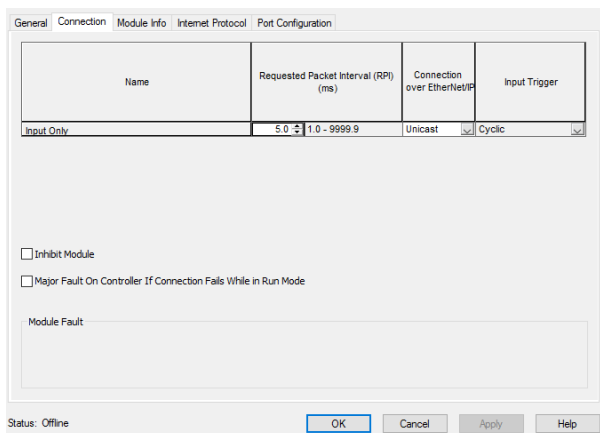 General Connection Module Info Internet Protocol Port Configuration
Name
Requested Packet Interval (RPI)
(ms)
Connection
over EtherNet/IP
Input Trigger
Input Only 5.0 1.0 - 9999.9 Unicast Cyclic
Inhibit Module
Major Fault On Controller If Connection Fails While in Run Mode
Module Fault
Status: Offline OK Cancel Apply Help